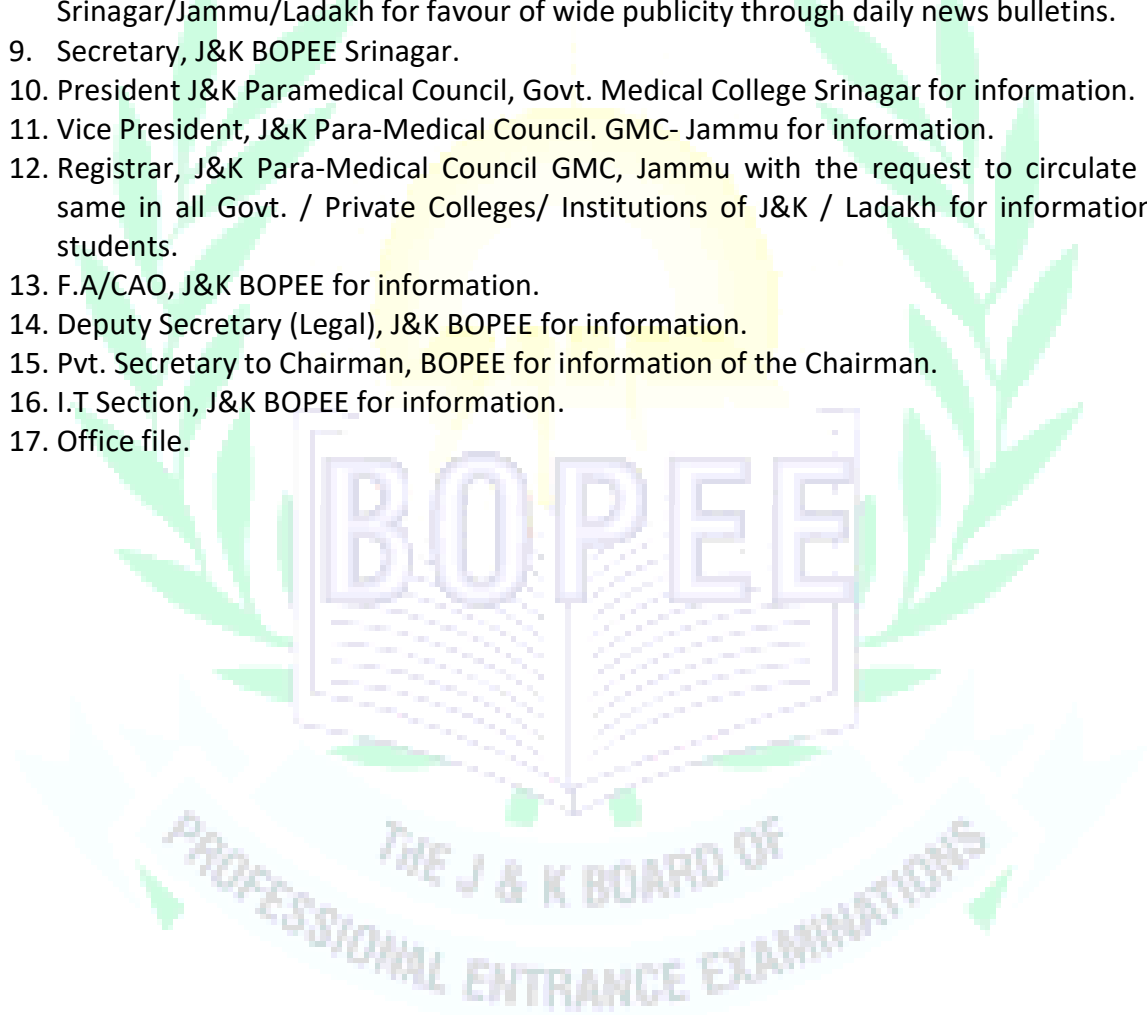 Srinagar/Jammu/Ladakh for favour of wide publicity through daily news bulletins.
9. Secretary, J&K BOPEE Srinagar.
10. President J&K Paramedical Council, Govt. Medical College Srinagar for information.
11. Vice President, J&K Para-Medical Council. GMC- Jammu for information.
12. Registrar, J&K Para-Medical Council GMC, Jammu with the request to circulate
same in all Govt. / Private Colleges/ Institutions of J&K / Ladakh for information
students.
13. F.A/CAO, J&K BOPEE for information.
14. Deputy Secretary (Legal), J&K BOPEE for information.
15. Pvt. Secretary to Chairman, BOPEE for information of the Chairman.
16. I.T Section, J&K BOPEE for information.
17. Office file.
BOPEE
THE J & K BOARD OF
PROFESSIONAL ENTRANCE EXAMINATIONS